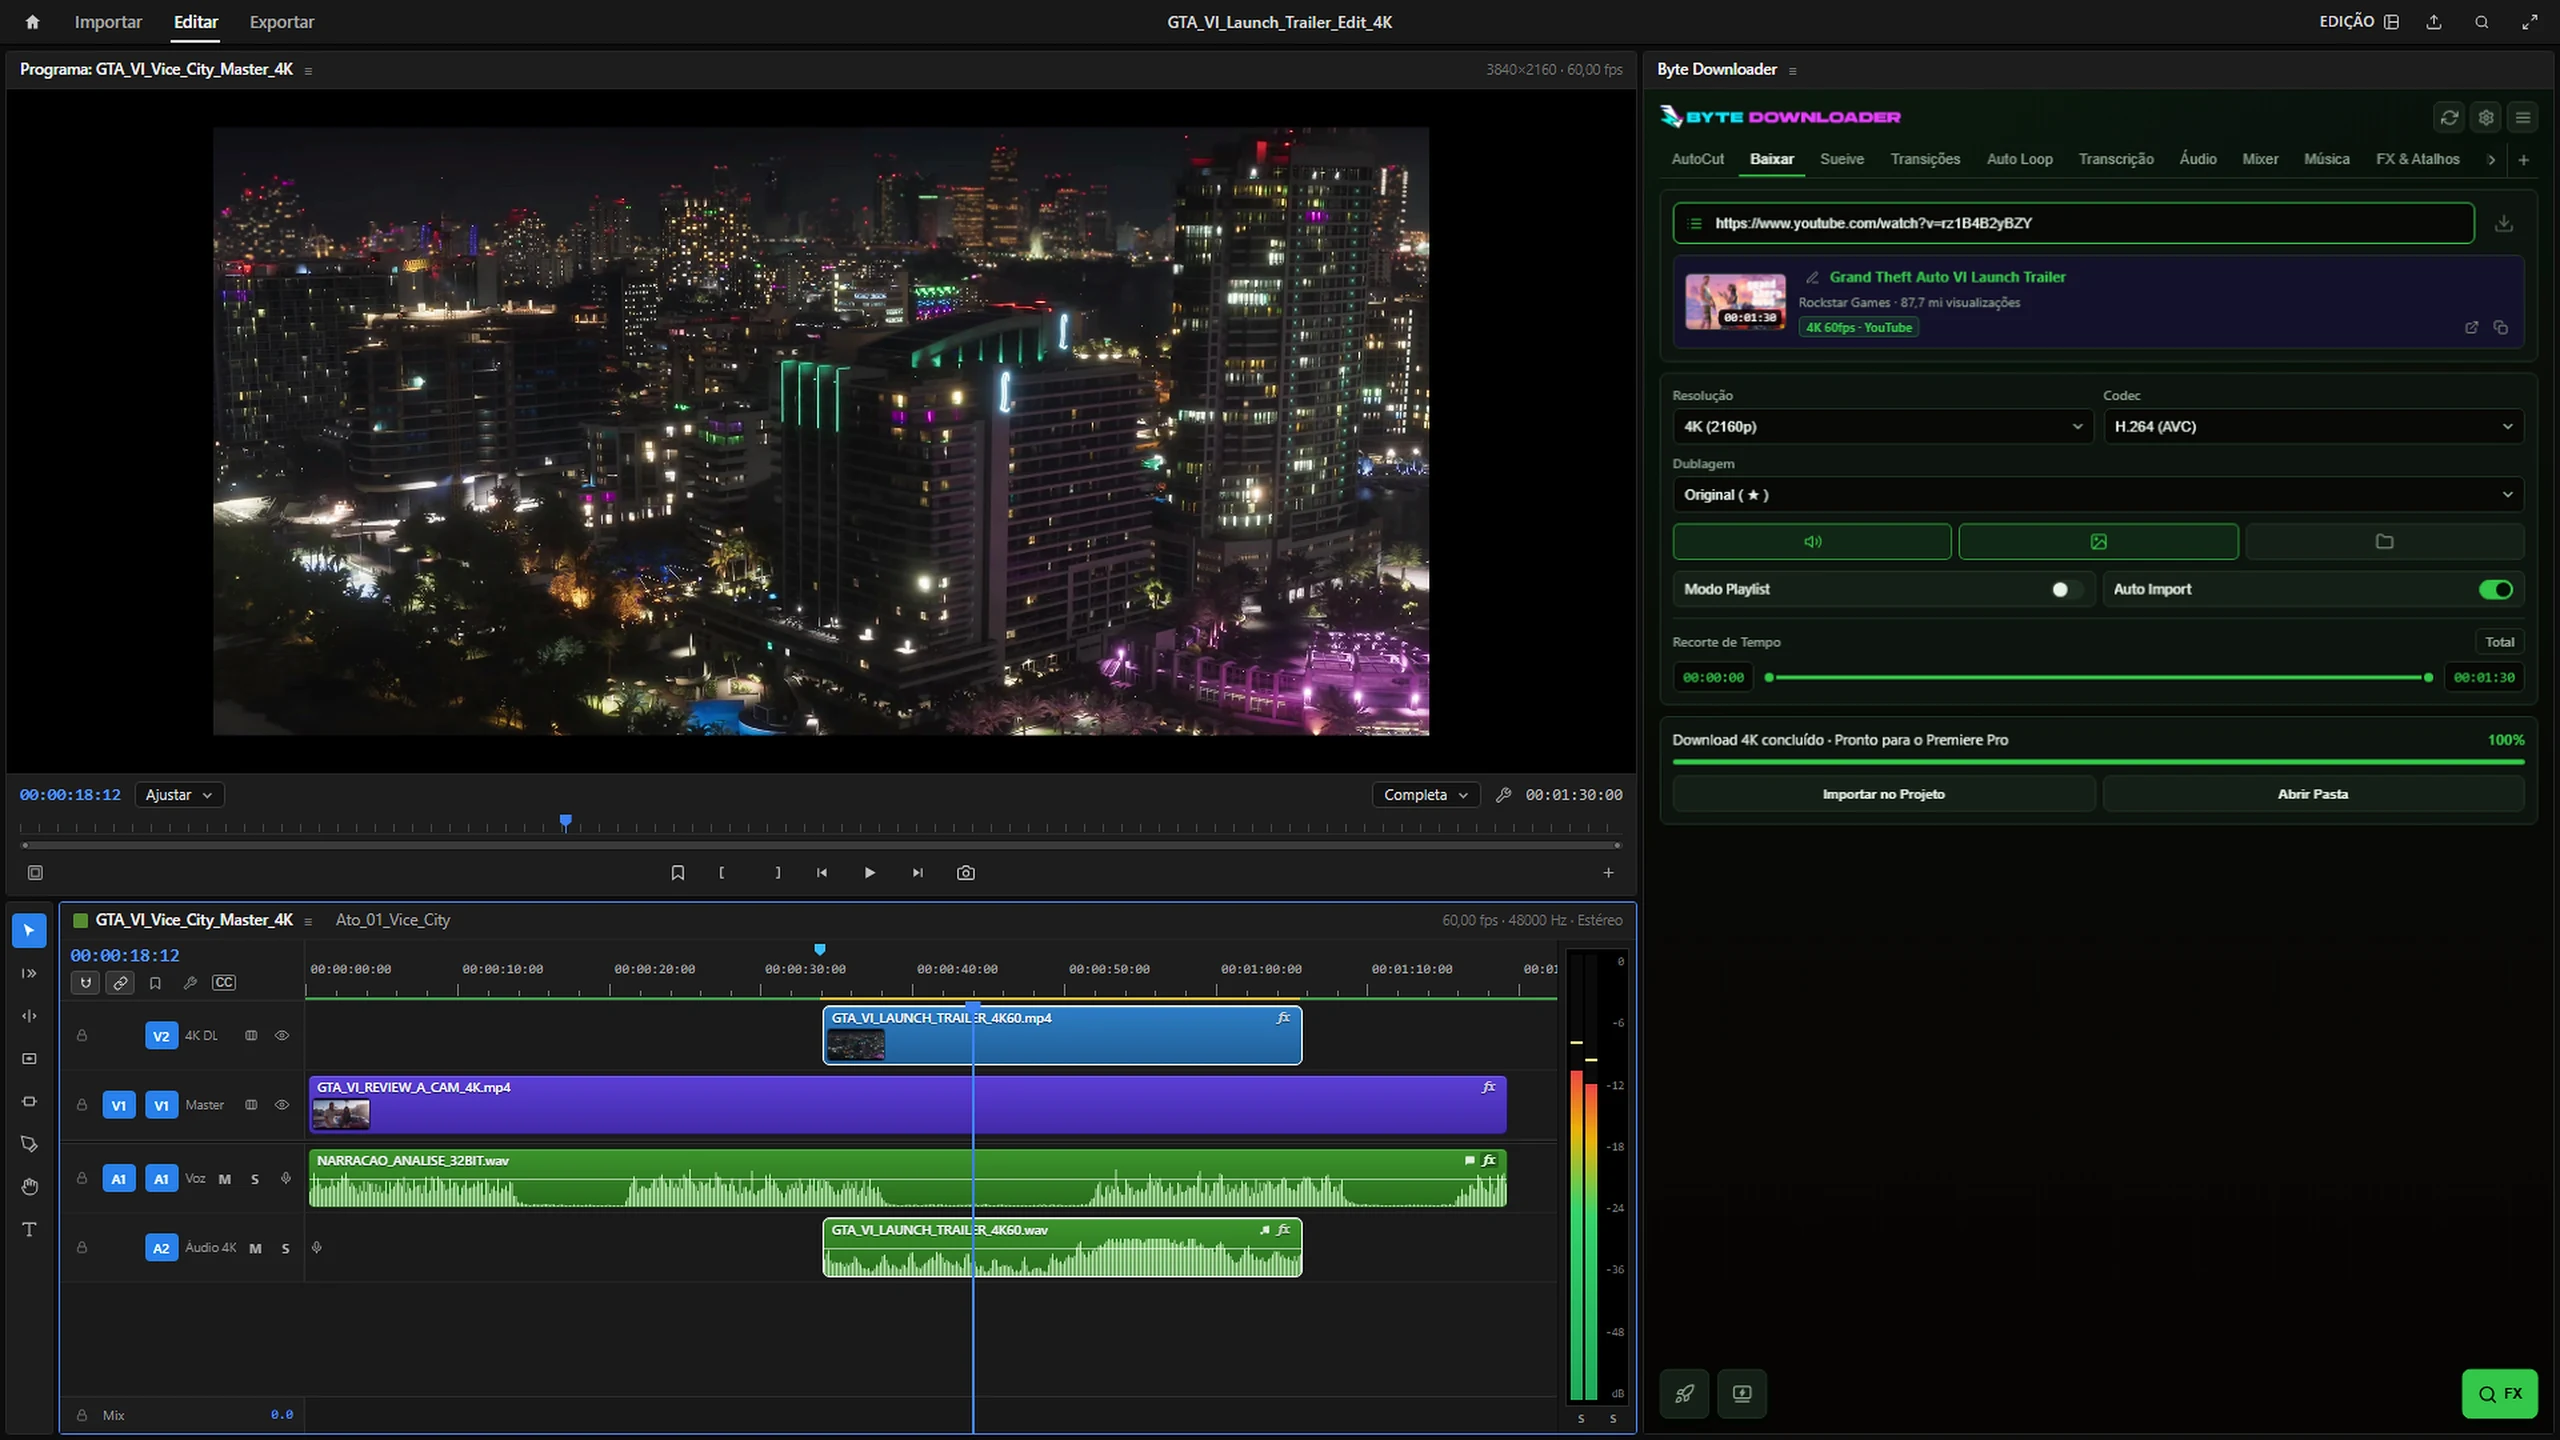 Importar Editar Exportar GTA_VI_Launch_Trailer_Edit_4K EDIÇÃO
Programa: GTA_VI_Vice_City_Master_4K 3840×2160 · 60,00 fps
00:00:18:12 Ajustar Completa 00:01:30:00
GTA_VI_Vice_City_Master_4K Ato_01_Vice_City 60,00 fps · 48000 Hz · Estéreo
00:00:18:12
00:00:00:00 00:00:10:00 00:00:20:00 00:00:30:00 00:00:40:00 00:00:50:00 00:01:00:00 00:01:10:00 00:01
CC
V2 4K DL GTA_VI_LAUNCH_TRAILER_4K60.mp4 fx
V1 V1 Master GTA_VI_REVIEW_A_CAM_4K.mp4 fx
A1 A1 Voz M S NARRACAO_ANALISE_32BIT.wav fx
A2 Áudio 4K M S GTA_VI_LAUNCH_TRAILER_4K60.wav fx
Mix 0.0
0
-6
-12
-18
-24
-36
-48
dB
S S
Byte Downloader
BYTE DOWNLOADER
AutoCut Baixar Sueive Transições Auto Loop Transcrição Áudio Mixer Música FX & Atalhos
https://www.youtube.com/watch?v=rz1B4B2yBZY
Grand Theft Auto VI Launch Trailer
Rockstar Games · 87,7 mi visualizações
00:01:30
4K 60fps · YouTube
Resolução Codec
4K (2160p) H.264 (AVC)
Dublagem
Original ( ★ )
Modo Playlist Auto Import
Recorte de Tempo Total
00:00:00 00:01:30
Download 4K concluído · Pronto para o Premiere Pro 100%
Importar no Projeto Abrir Pasta
FX